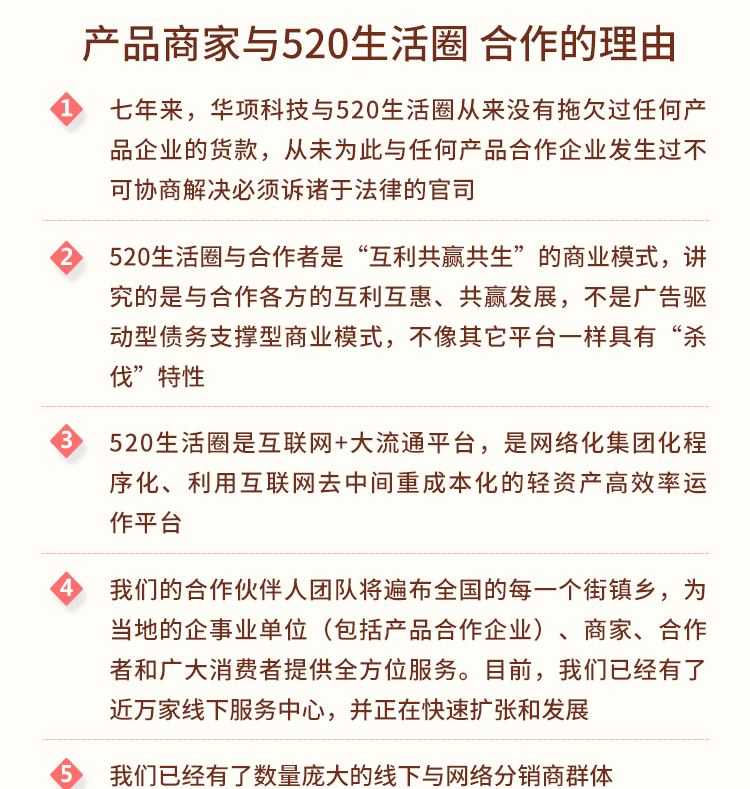 产品商家与520生活圈 合作的理由
1 七年来，华项科技与520生活圈从来没有拖欠过任何产
品企业的货款，从未为此与任何产品合作企业发生过不
可协商解决必须诉诸于法律的官司
2 520生活圈与合作者是“互利共赢共生”的商业模式，讲
究的是与合作各方的互利互惠、共赢发展，不是广告驱
动型债务支撑型商业模式，不像其它平台一样具有“杀
伐”特性
3 520生活圈是互联网+大流通平台，是网络化集团化程
序化、利用互联网去中间重成本化的轻资产高效率运
作平台
4 我们的合作伙伴人团队将遍布全国的每一个街镇乡，为
当地的企事业单位（包括产品合作企业）、商家、合作
者和广大消费者提供全方位服务。目前，我们已经有了
近万家线下服务中心，并正在快速扩张和发展
5 我们已经有了数量庞大的线下与网络分销商群体